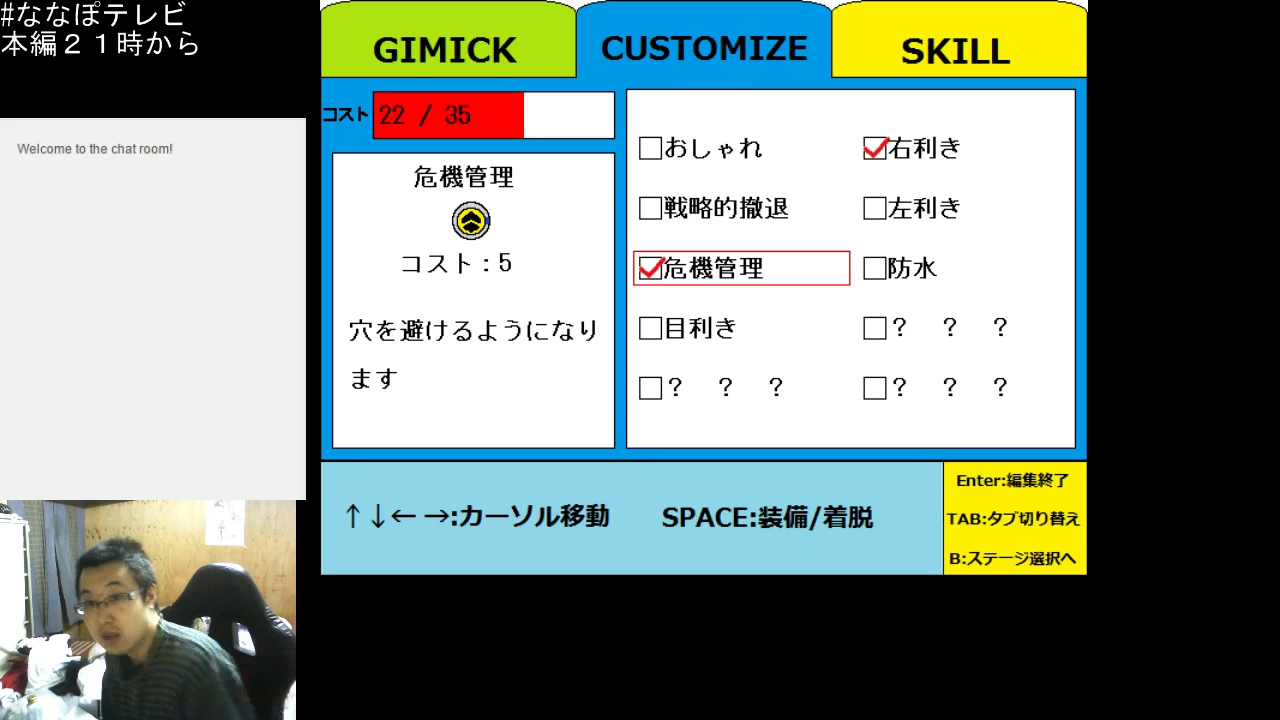 #ななぽテレビ
本編２１時から
Welcome to the chat room!
GIMICK
CUSTOMIZE
SKILL
コスト 22 / 35
危機管理
コスト：5
穴を避けるようになり
ます
おしゃれ
右利き
戦略的撤退
左利き
危機管理
防水
目利き
？　？　？
？　？　？
？　？　？
↑↓← →:カーソル移動
SPACE:装備/着脱
Enter:編集終了
TAB:タブ切り替え
B:ステージ選択へ